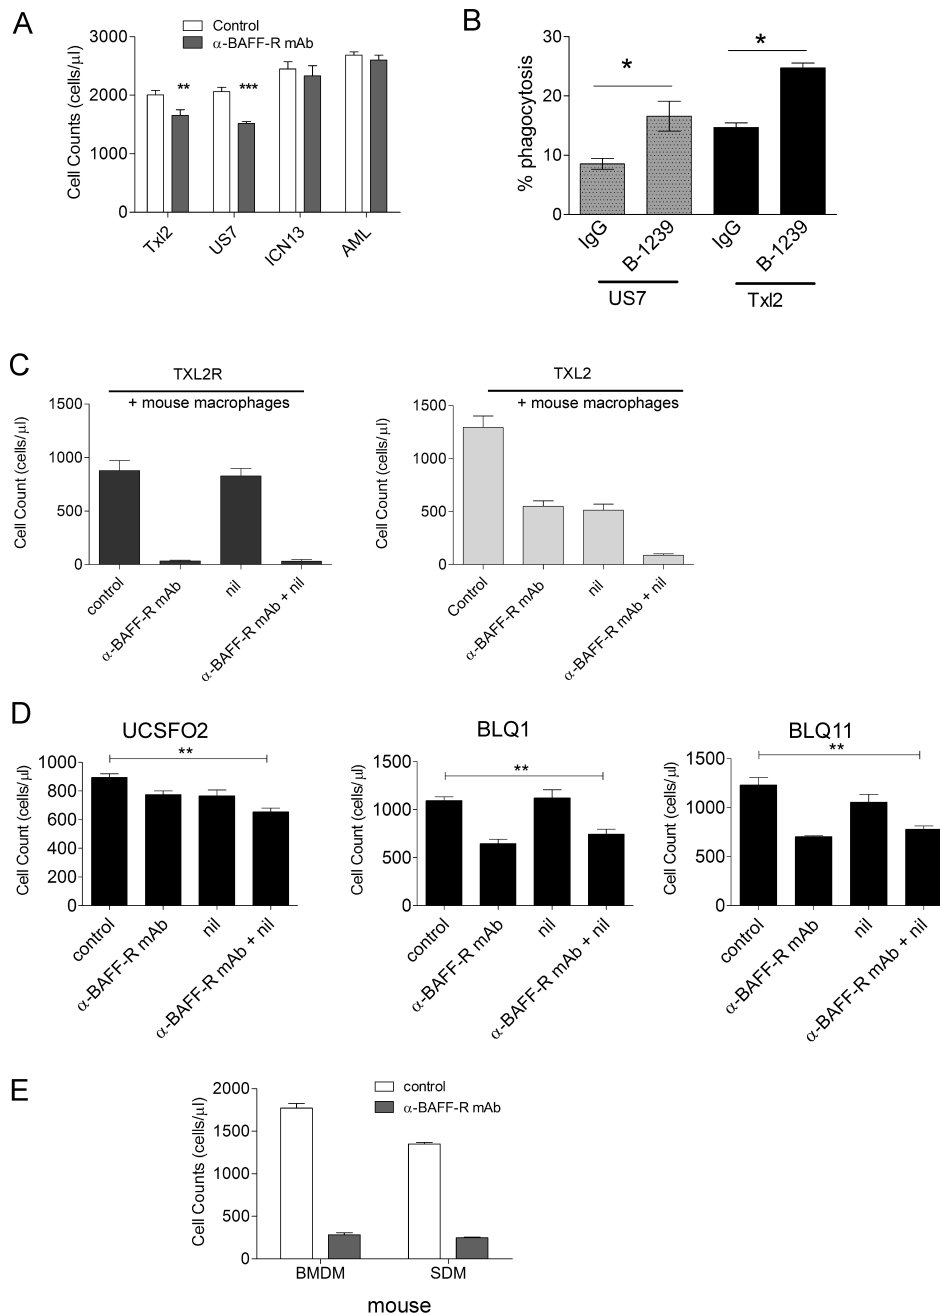 A
Control
α-BAFF-R mAb
Cell Counts (cells/µl)
3000
2000
1000
0
**
***
Txl2
US7
ICN13
AML
B
% phagocytosis
30
20
10
0
*
*
IgG
B-1239
IgG
B-1239
US7
Txl2
C
TXL2R
+ mouse macrophages
Cell Count (cells/µl)
1500
1000
500
0
control
α-BAFF-R mAb
nil
α-BAFF-R mAb + nil
TXL2
+ mouse macrophages
Cell Count (cells/µl)
1500
1000
500
0
Control
α-BAFF-R mAb
nil
α-BAFF-R mAb + nil
D
UCSFO2
**
Cell Count (cells/µl)
1000
800
600
400
200
0
control
α-BAFF-R mAb
nil
α-BAFF-R mAb + nil
BLQ1
**
Cell Count (cells/µl)
1500
1000
500
0
control
α-BAFF-R mAb
nil
α-BAFF-R mAb + nil
BLQ11
**
Cell Count (cells/µl)
1500
1000
500
0
control
α-BAFF-R mAb
nil
α-BAFF-R mAb + nil
E
control
α-BAFF-R mAb
Cell Counts (cells/µl)
2000
1500
1000
500
0
BMDM
SDM
mouse